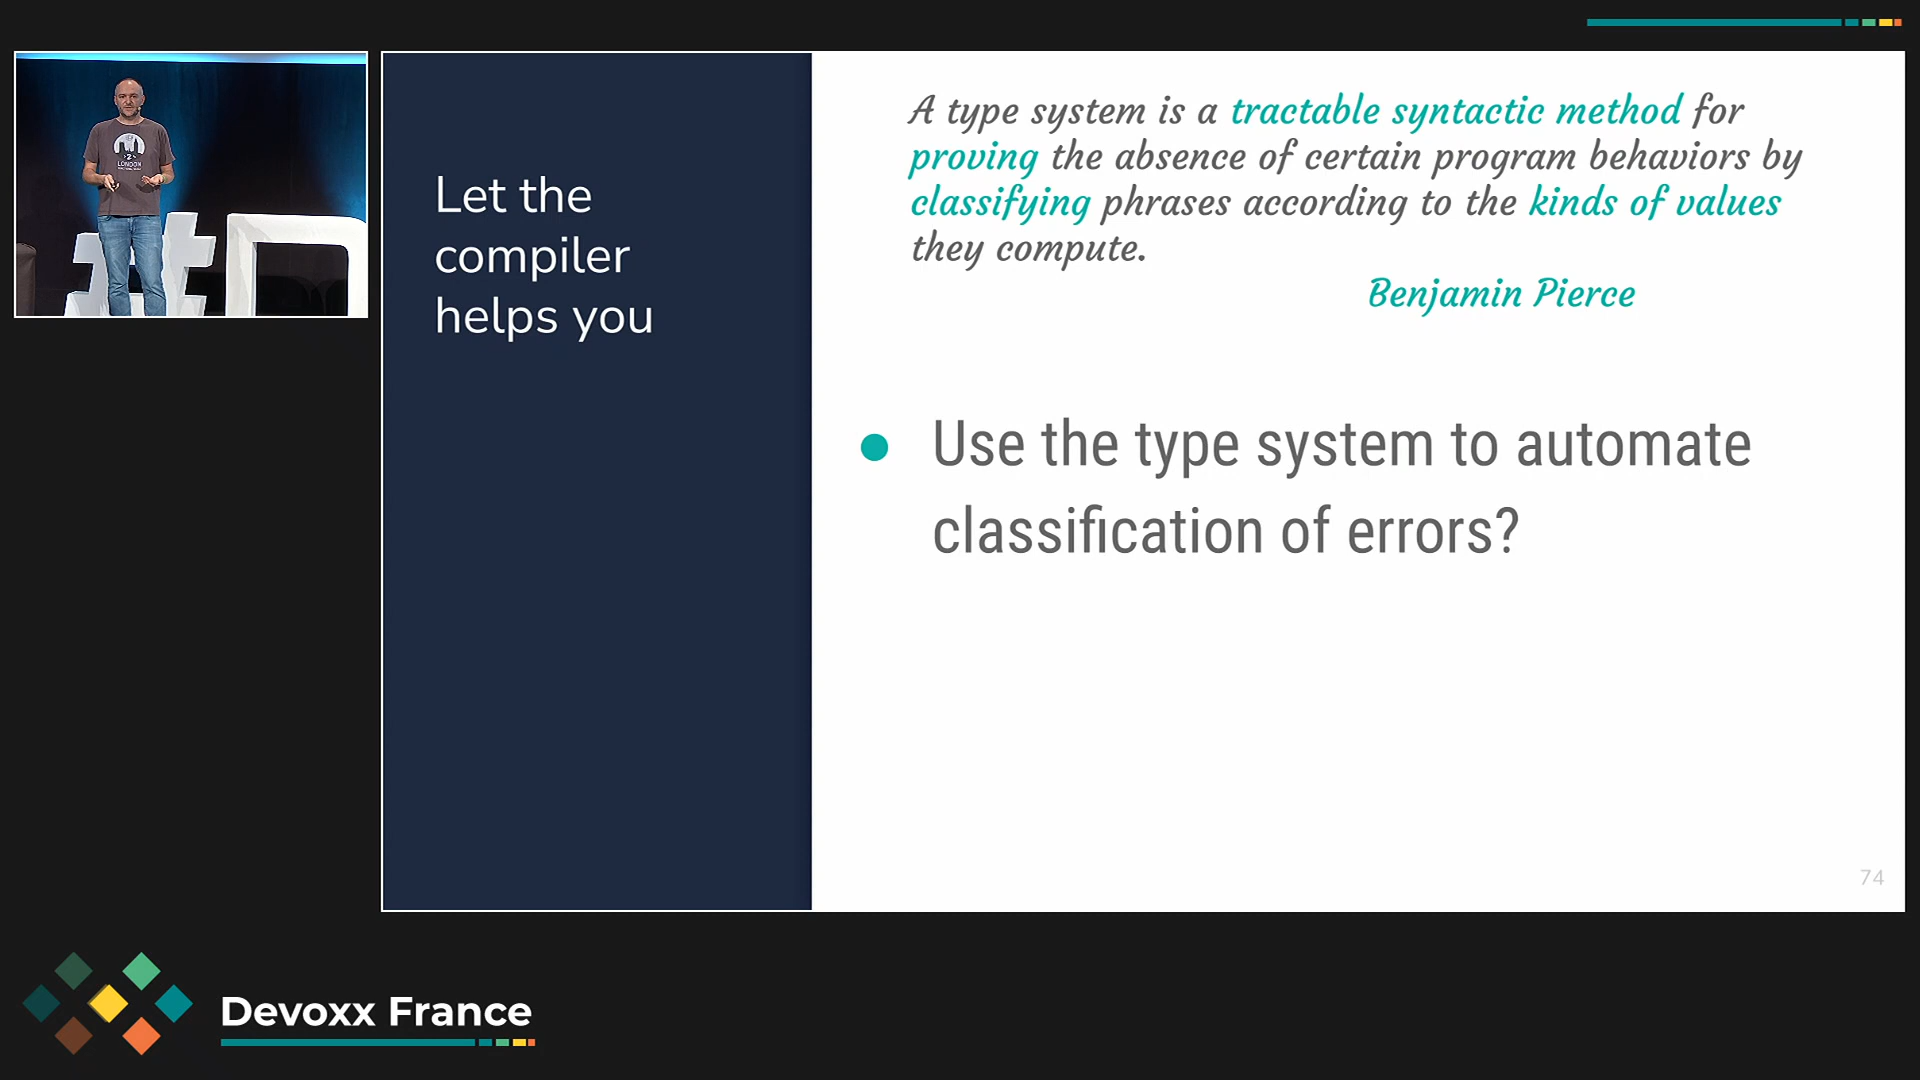 LONDON
Let the
compiler
helps you
A type system is a tractable syntactic method for
proving the absence of certain program behaviors by
classifying phrases according to the kinds of values
they compute.
Benjamin Pierce
● Use the type system to automate
classification of errors?
74
Devoxx France